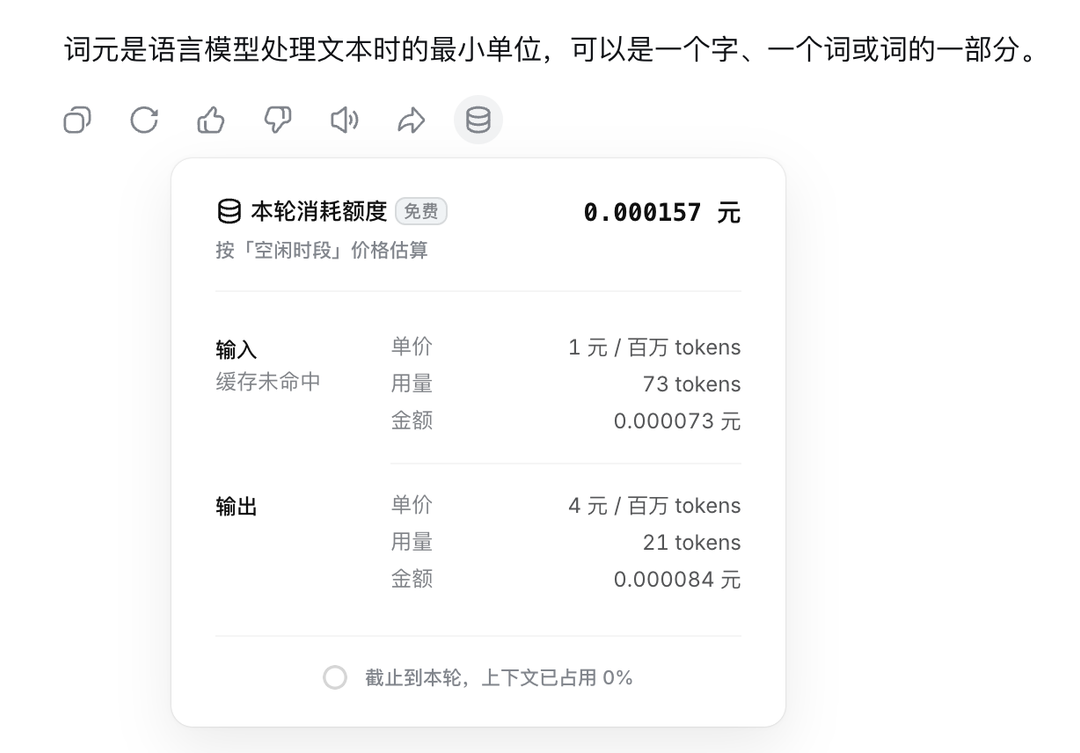 词元是语言模型处理文本时的最小单位，可以是一个字、一个词或词的一部分。
本轮消耗额度 免费 0.000157 元
按「空闲时段」价格估算
输入 单价 1 元 / 百万 tokens
缓存未命中 用量 73 tokens
金额 0.000073 元
输出 单价 4 元 / 百万 tokens
用量 21 tokens
金额 0.000084 元
截止到本轮，上下文已占用 0%